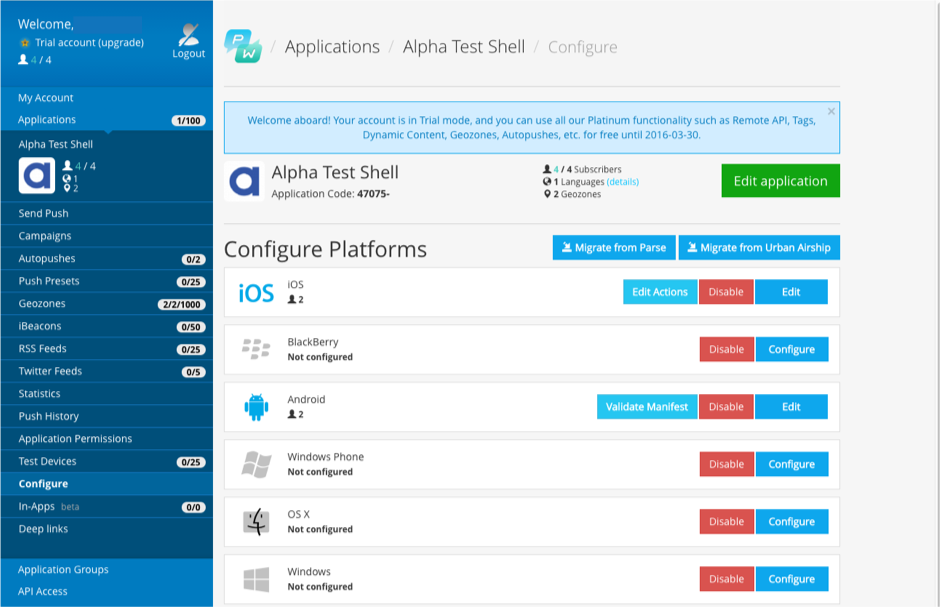 Welcome,
Trial account (upgrade)
4 / 4
Logout
My Account
Applications 1/100
Alpha Test Shell
4 / 4
1
2
Send Push
Campaigns
Autopushes 0/2
Push Presets 0/25
Geozones 2/2/1000
iBeacons 0/50
RSS Feeds 0/25
Twitter Feeds 0/5
Statistics
Push History
Application Permissions
Test Devices 0/25
Configure
In-Apps beta 0/0
Deep links
Application Groups
API Access
P W / Applications / Alpha Test Shell / Configure
Welcome aboard! Your account is in Trial mode, and you can use all our Platinum functionality such as Remote API, Tags,
Dynamic Content, Geozones, Autopushes, etc. for free until 2016-03-30.
×
Alpha Test Shell
Application Code: 47075-
4 / 4 Subscribers
1 Languages (details)
2 Geozones
Edit application
Configure Platforms
Migrate from Parse
Migrate from Urban Airship
iOS
iOS
2
Edit Actions Disable Edit
BlackBerry
Not configured
Disable Configure
Android
2
Validate Manifest Disable Edit
Windows Phone
Not configured
Disable Configure
OS X
Not configured
Disable Configure
Windows
Not configured
Disable Configure